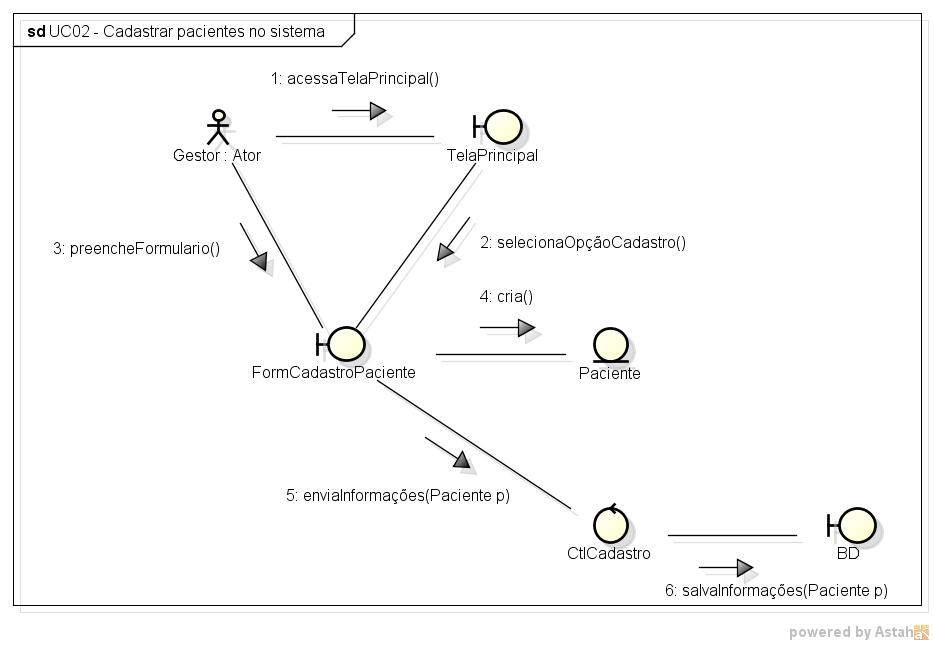 sd UC02 - Cadastrar pacientes no sistema
1: acessaTelaPrincipal()
Gestor : Ator
TelaPrincipal
3: preencheFormulario()
2: selecionaOpçãoCadastro()
4: cria()
FormCadastroPaciente
Paciente
5: enviaInformações(Paciente p)
CtlCadastro
BD
6: salvaInformações(Paciente p)
powered by Astah